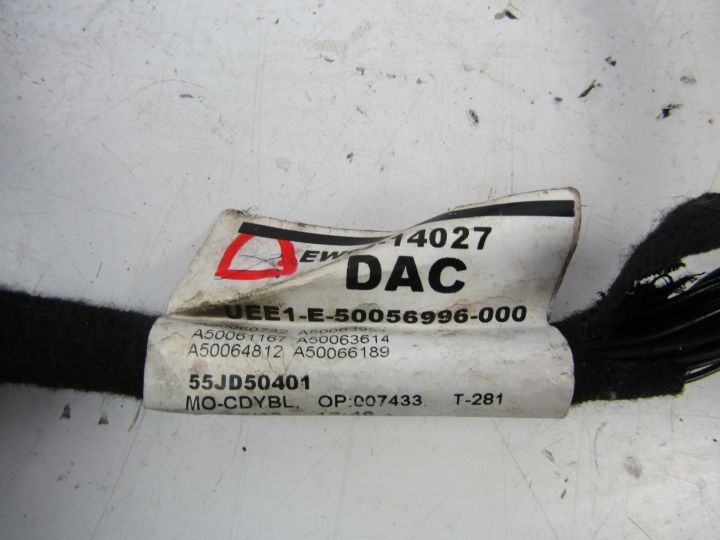 14027
DAC
UEE1-E-50056996-000
A50061167 A50063614
A50064812 A50066189
55JD50401
MO-CDYBL, OP:007433 T-281